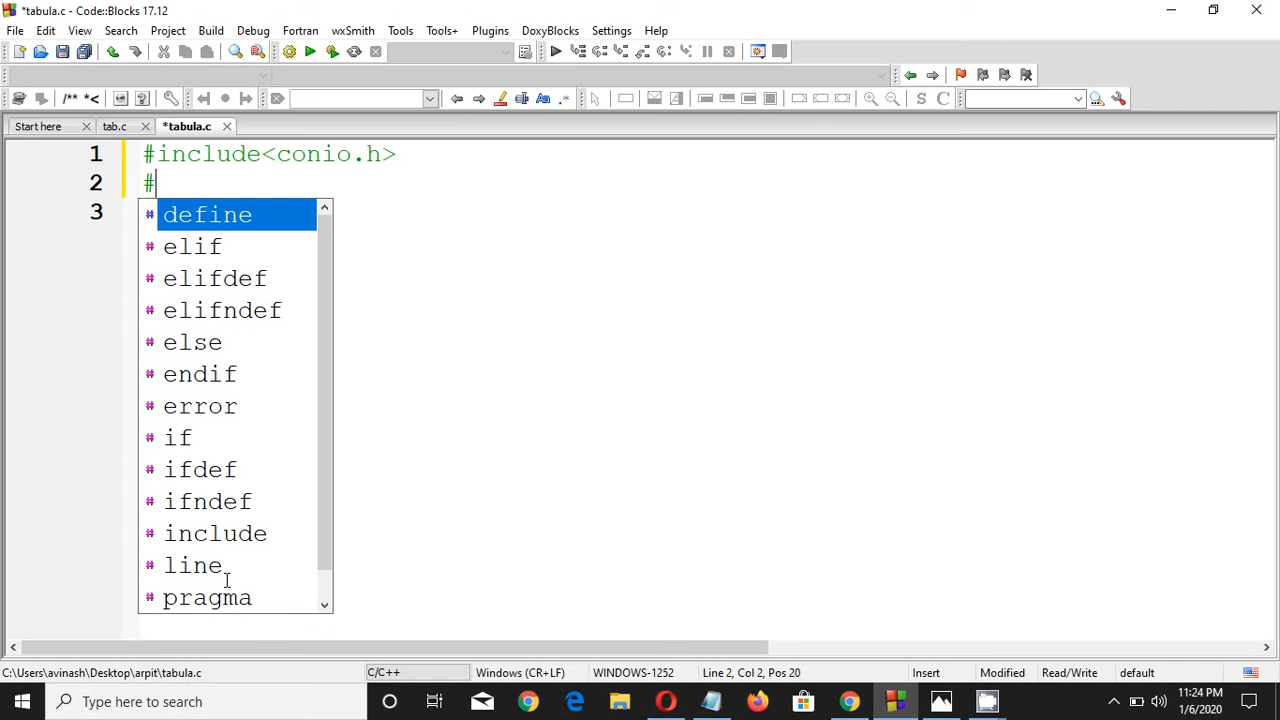 *tabula.c - Code::Blocks 17.12
File Edit View Search Project Build Debug Fortran wxSmith Tools Tools+ Plugins DoxyBlocks Settings Help
/** *<
S C
Start here tab.c *tabula.c
1 #include<conio.h>
2 #
3
# define
# elif
# elifdef
# elifndef
# else
# endif
# error
# if
# ifdef
# ifndef
# include
# line
# pragma
C:\Users\avinash\Desktop\arpit\tabula.c C/C++ Windows (CR+LF) WINDOWS-1252 Line 2, Col 2, Pos 20 Insert Modified Read/Write default
Type here to search
11:24 PM
1/6/2020